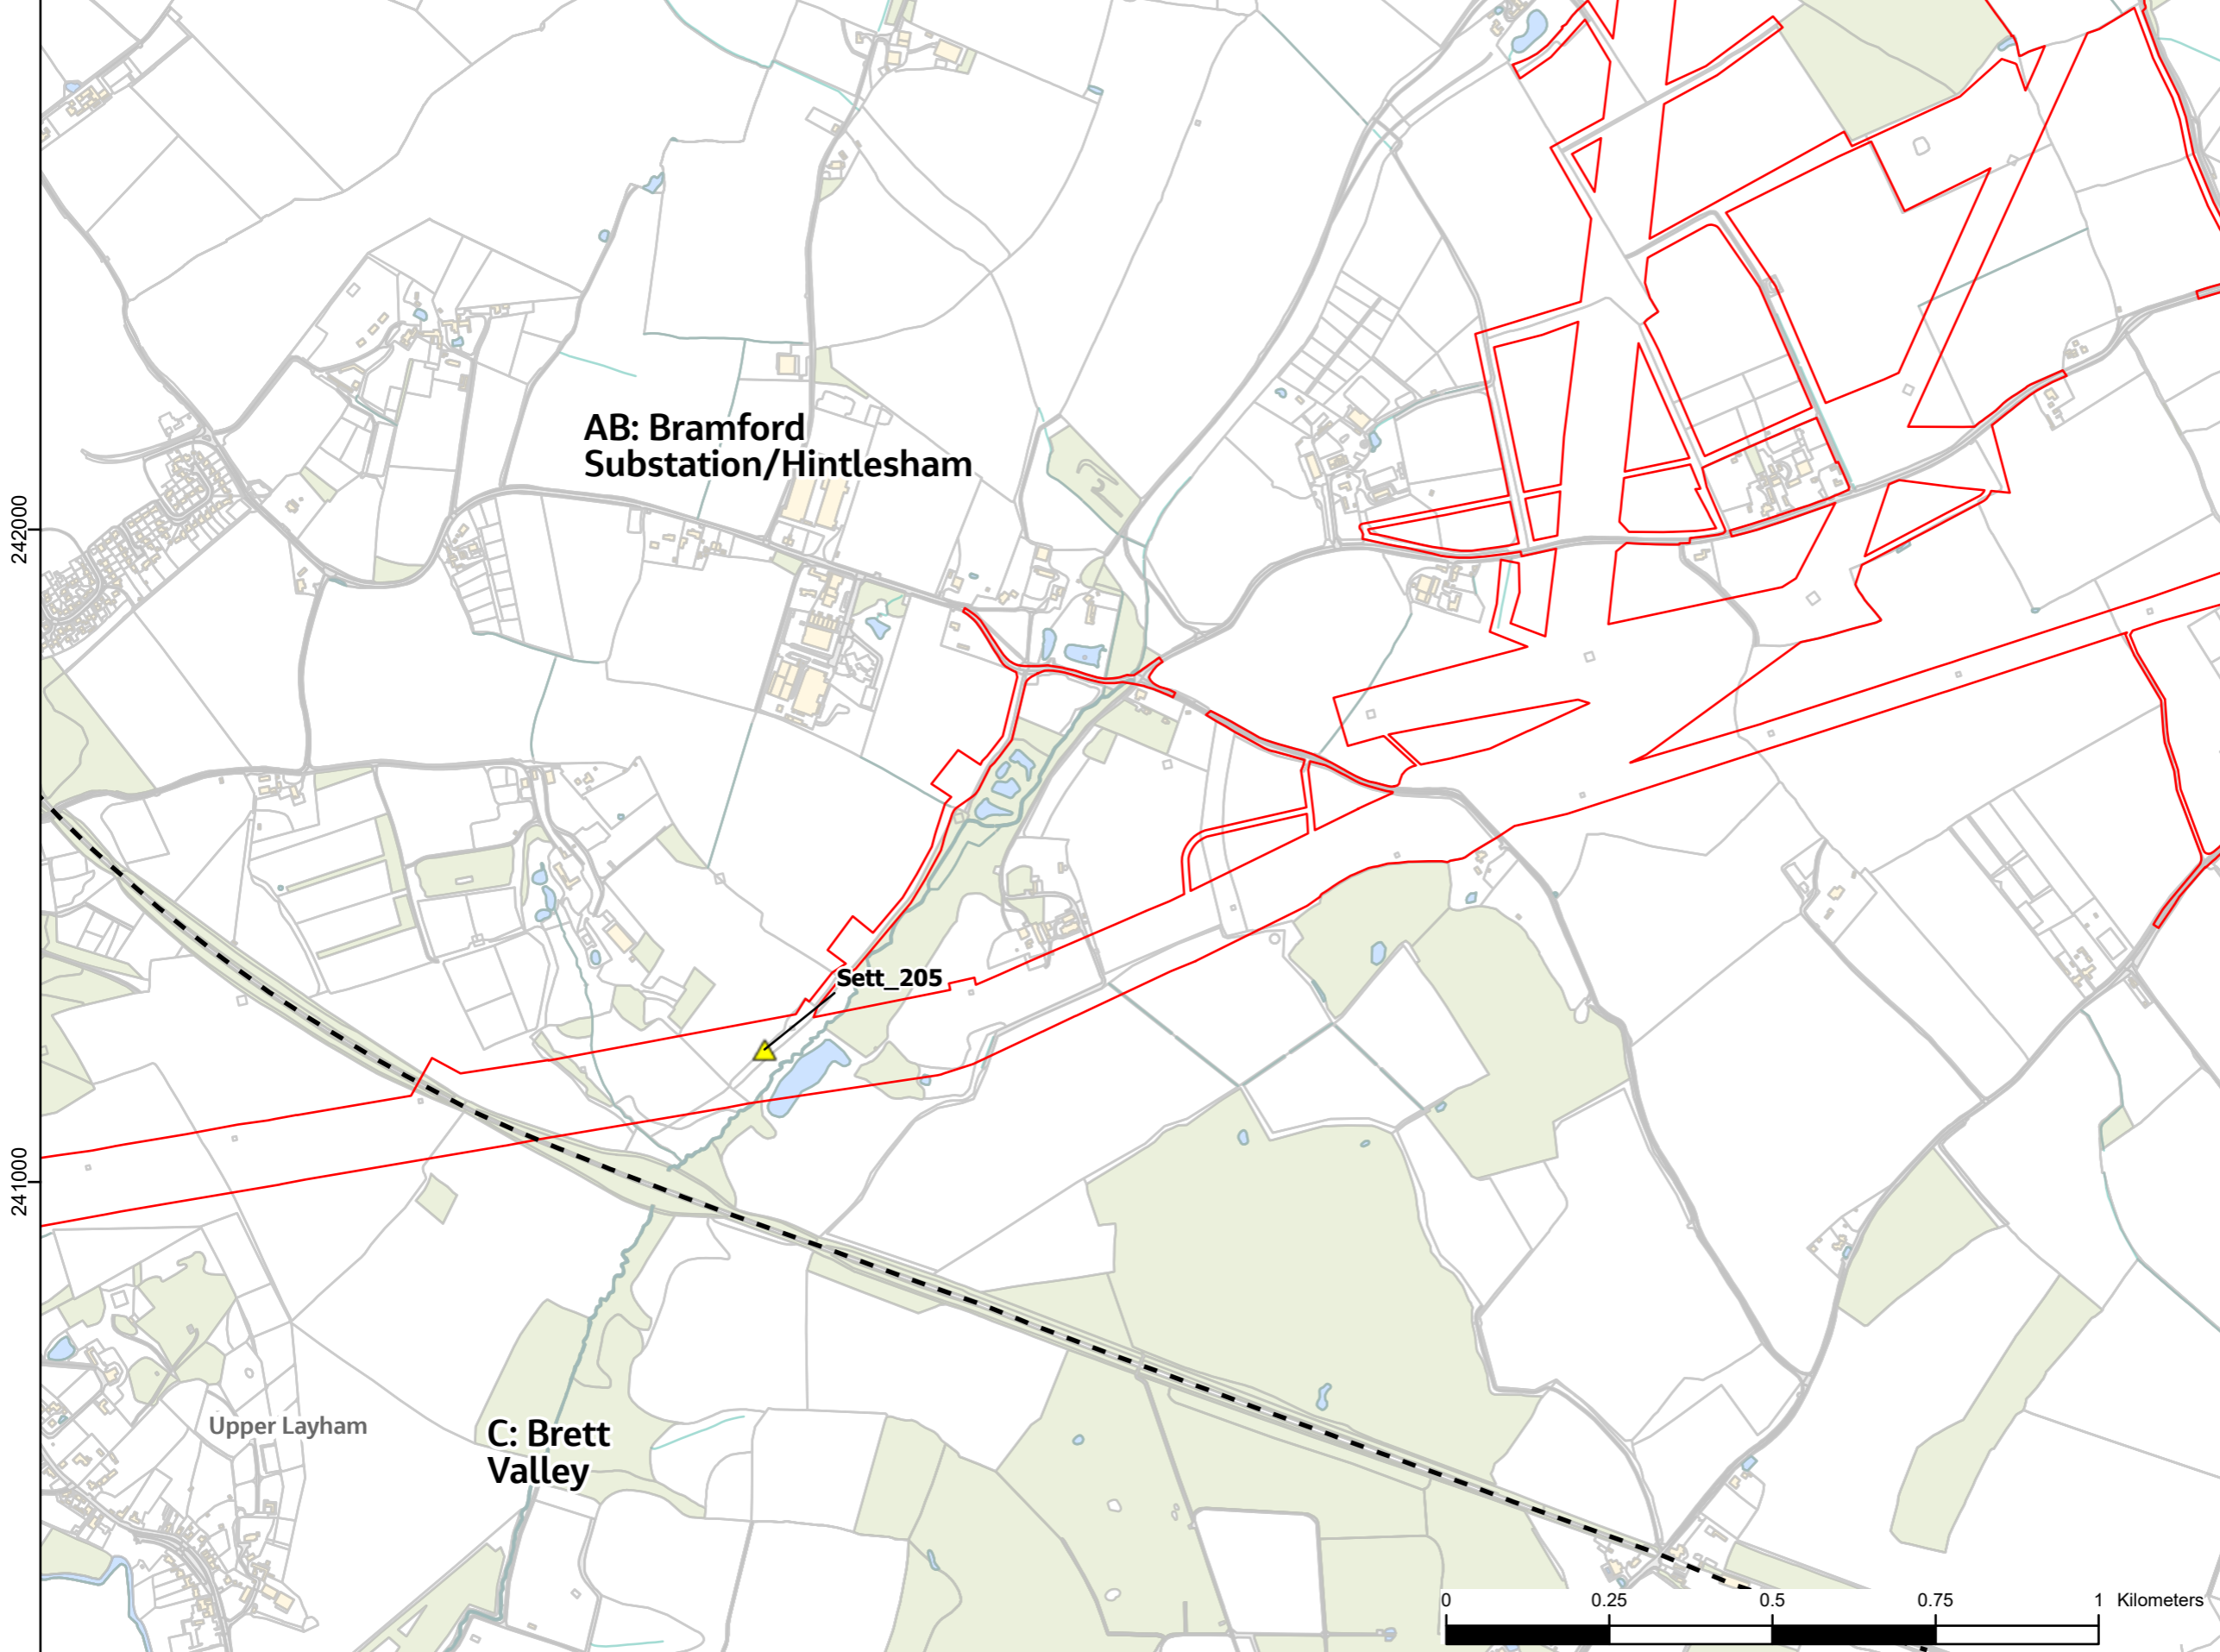 AB: Bramford
Substation/Hintlesham
242000
Sett_205
241000
Upper Layham
C: Brett
Valley
0 0.25 0.5 0.75 1 Kilometers